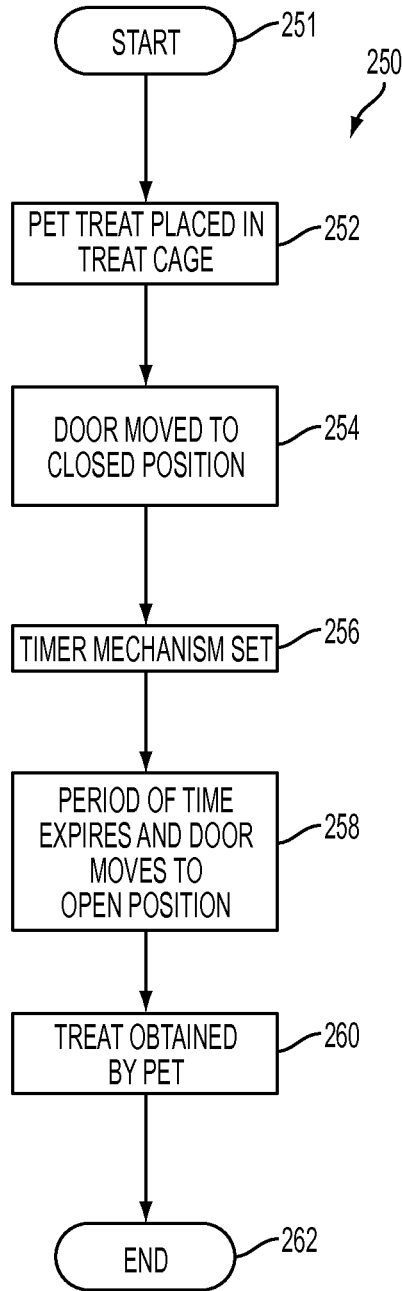 START
251
250
PET TREAT PLACED IN
TREAT CAGE
252
DOOR MOVED TO
CLOSED POSITION
254
TIMER MECHANISM SET
256
PERIOD OF TIME
EXPIRES AND DOOR
MOVES TO
OPEN POSITION
258
TREAT OBTAINED
BY PET
260
END
262